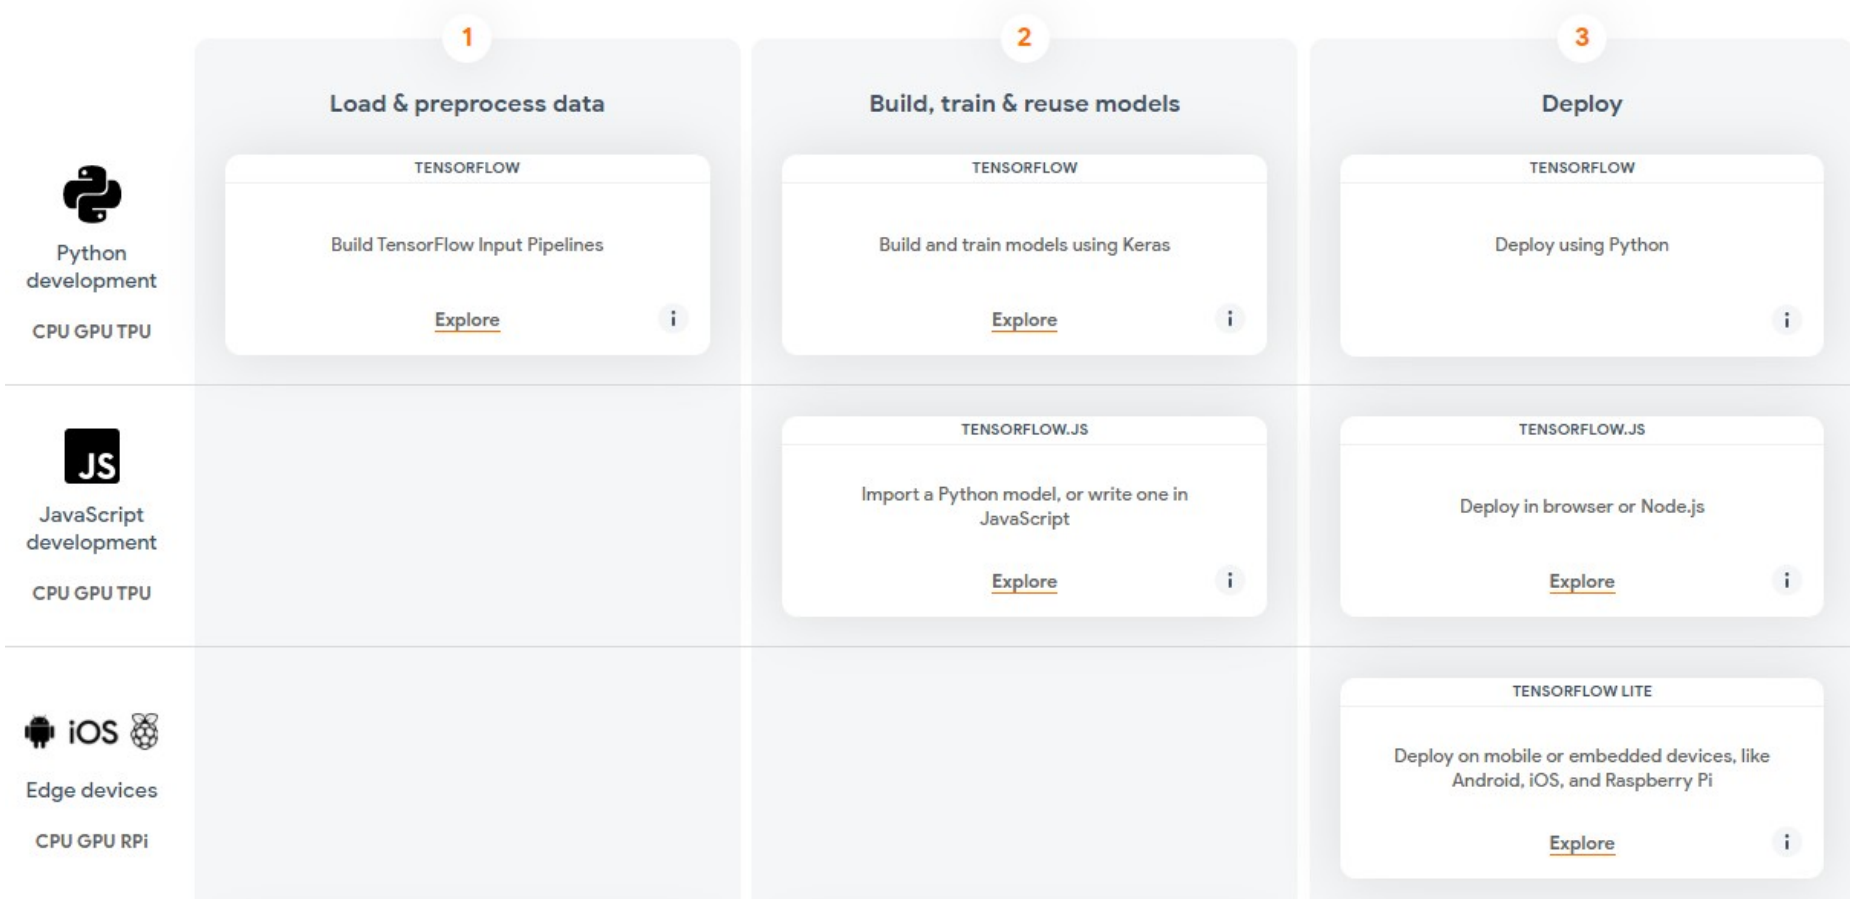 1
2
3
Load & preprocess data
Build, train & reuse models
Deploy
Python
development
CPU GPU TPU
TENSORFLOW
Build TensorFlow Input Pipelines
Explore
i
TENSORFLOW
Build and train models using Keras
Explore
i
TENSORFLOW
Deploy using Python
i
JS
JavaScript
development
CPU GPU TPU
TENSORFLOW.JS
Import a Python model, or write one in
JavaScript
Explore
i
TENSORFLOW.JS
Deploy in browser or Node.js
Explore
i
iOS
Edge devices
CPU GPU RPi
TENSORFLOW LITE
Deploy on mobile or embedded devices, like
Android, iOS, and Raspberry Pi
Explore
i